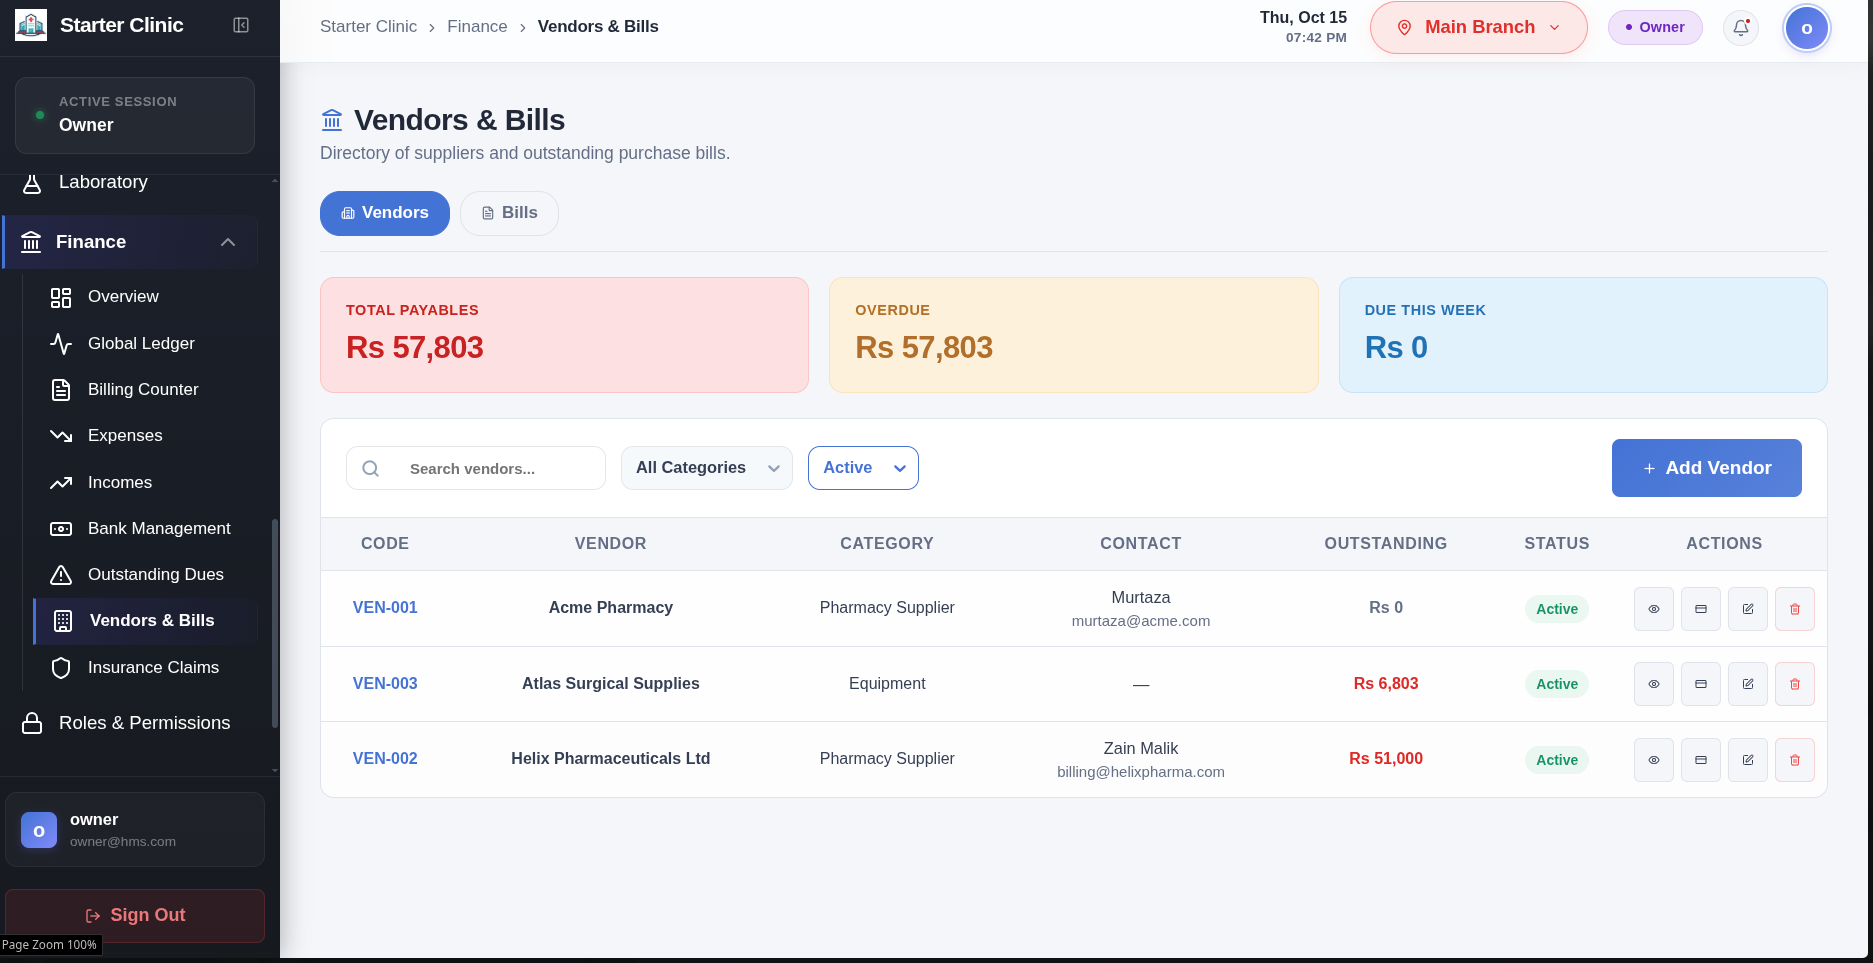 Starter Clinic
Starter Clinic > Finance > Vendors & Bills
Thu, Oct 15
07:42 PM
Main Branch
Owner
o
ACTIVE SESSION
Owner
Laboratory
Finance
Overview
Global Ledger
Billing Counter
Expenses
Incomes
Bank Management
Outstanding Dues
Vendors & Bills
Insurance Claims
Roles & Permissions
o
owner
owner@hms.com
Sign Out
Page Zoom 100%
Vendors & Bills
Directory of suppliers and outstanding purchase bills.
Vendors
Bills
TOTAL PAYABLES
Rs 57,803
OVERDUE
Rs 57,803
DUE THIS WEEK
Rs 0
Search vendors...
All Categories
Active
+ Add Vendor
CODE VENDOR CATEGORY CONTACT OUTSTANDING STATUS ACTIONS
VEN-001 Acme Pharmacy Pharmacy Supplier Murtaza Rs 0 Active
murtaza@acme.com
VEN-003 Atlas Surgical Supplies Equipment — Rs 6,803 Active
VEN-002 Helix Pharmaceuticals Ltd Pharmacy Supplier Zain Malik Rs 51,000 Active
billing@helixpharma.com